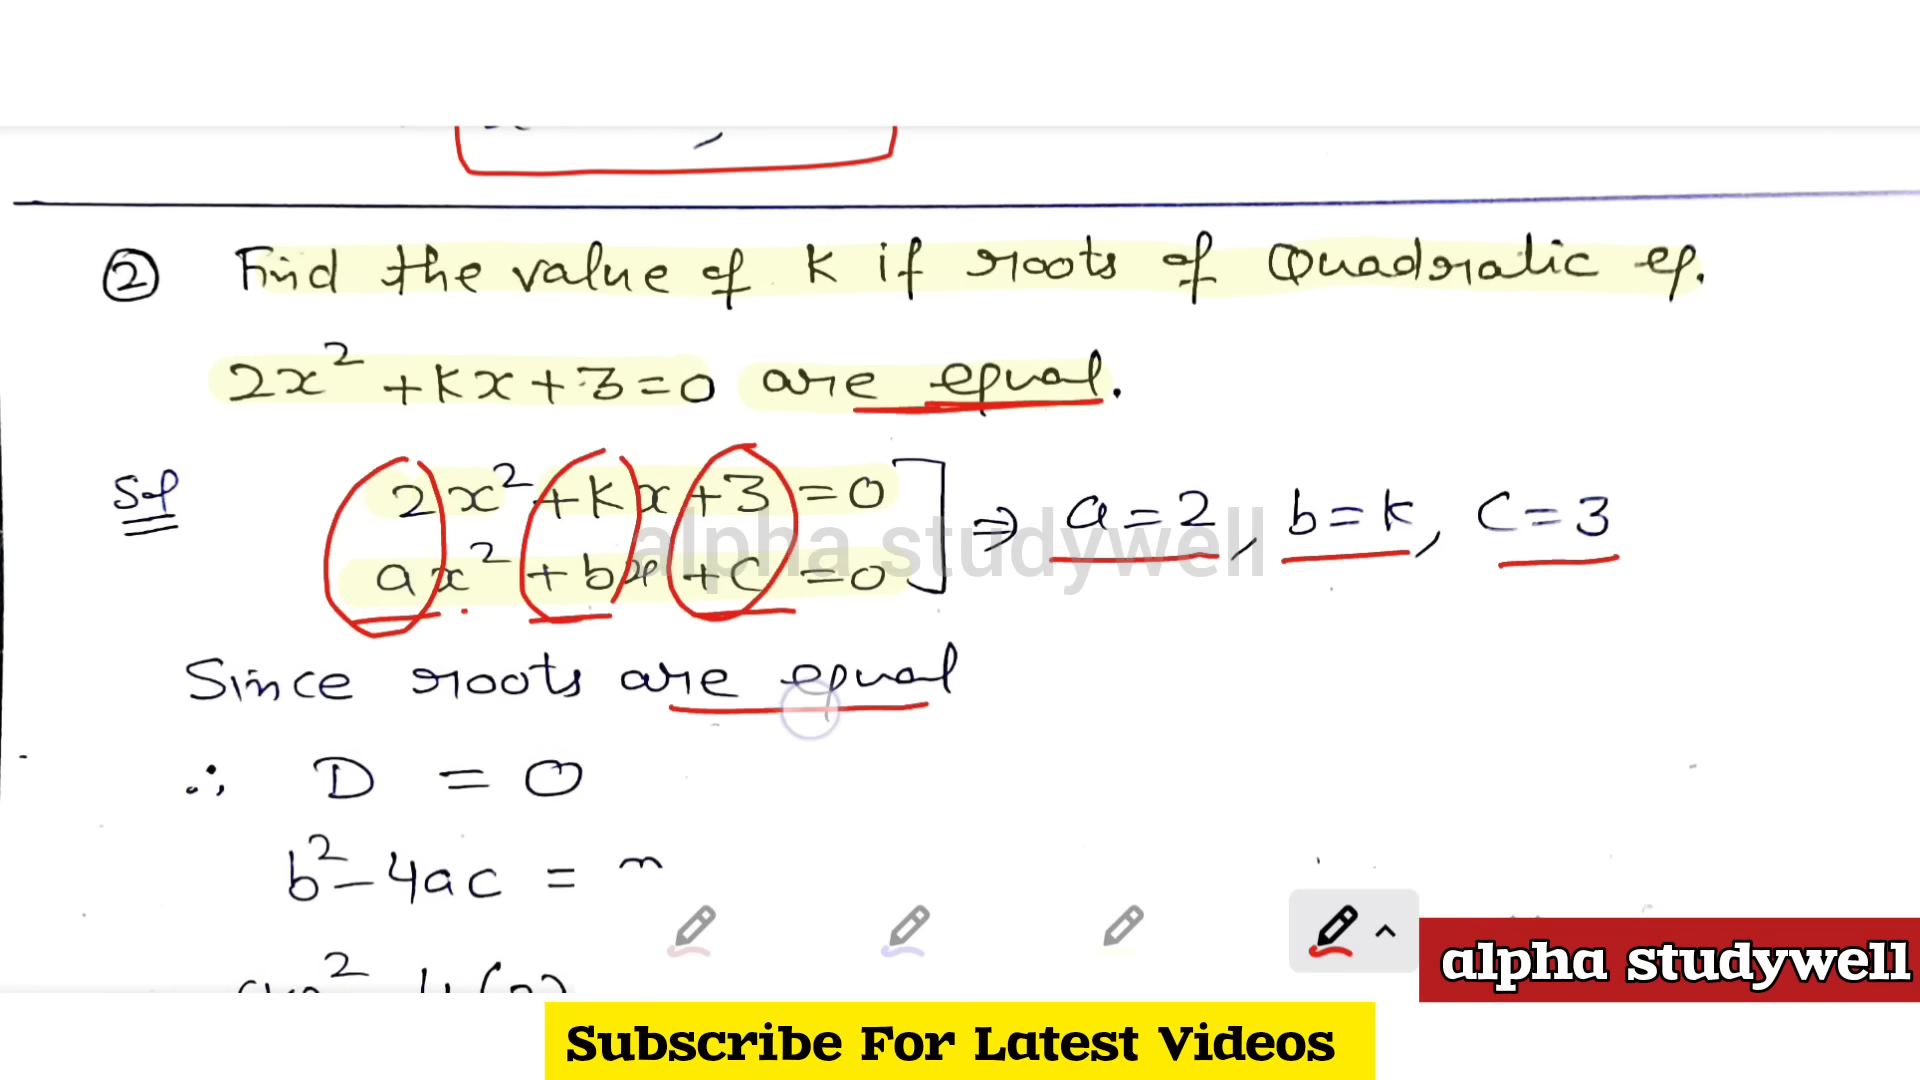 ② Find the value of k if roots of Quadratic eq.
2x² + kx + 3 = 0 are equal.
Sol
2x² + kx + 3 = 0
ax² + bx + c = 0
⇒ a = 2, b = k, c = 3
alpha studywell
Since roots are equal
∴ D = 0
b² - 4ac =
alpha studywell
Subscribe For Latest Videos